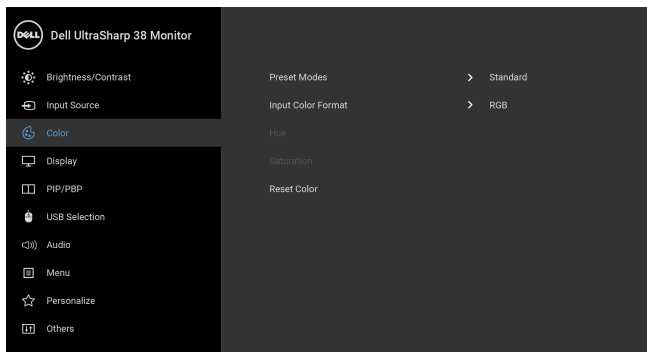 DELL Dell UltraSharp 38 Monitor
Brightness/Contrast Preset Modes Standard
Input Source Input Color Format RGB
Color Hue
Display Saturation
PIP/PBP Reset Color
USB Selection
Audio
Menu
Personalize
Others